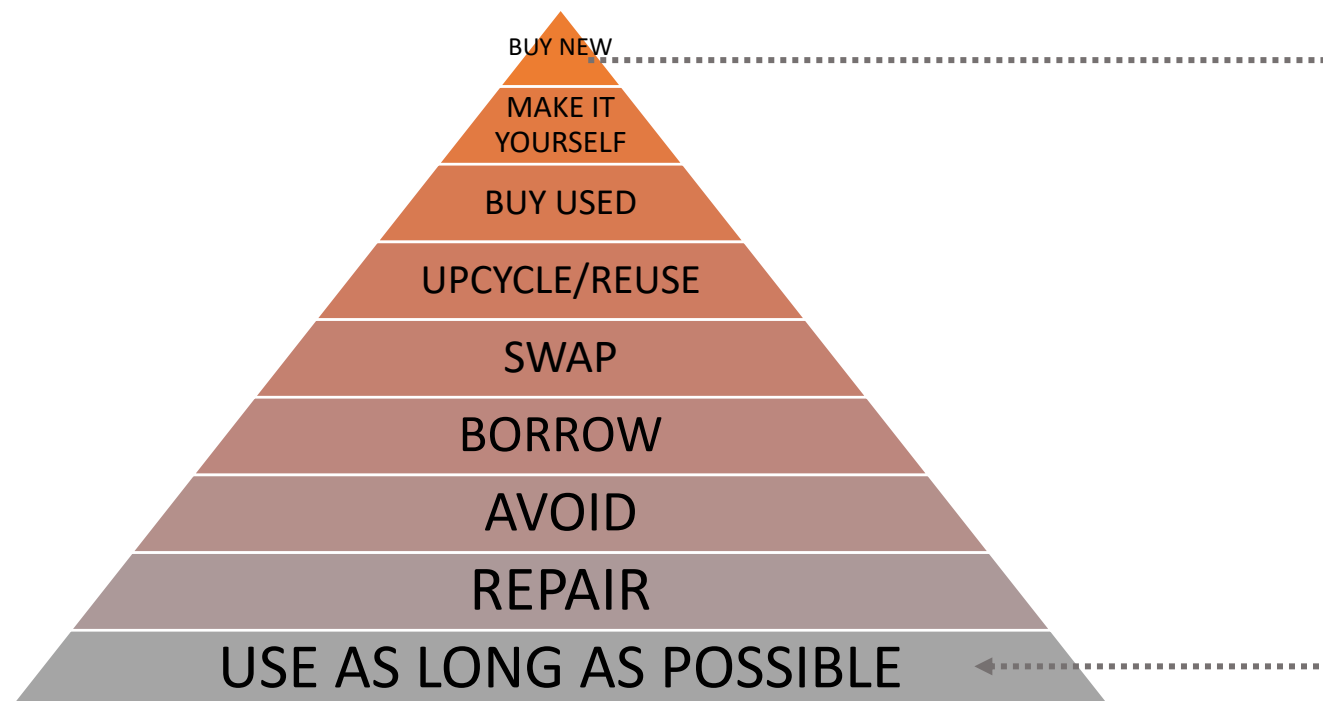 BUY NEW
MAKE IT
YOURSELF
BUY USED
UPCYCLE/REUSE
SWAP
BORROW
AVOID
REPAIR
USE AS LONG AS POSSIBLE